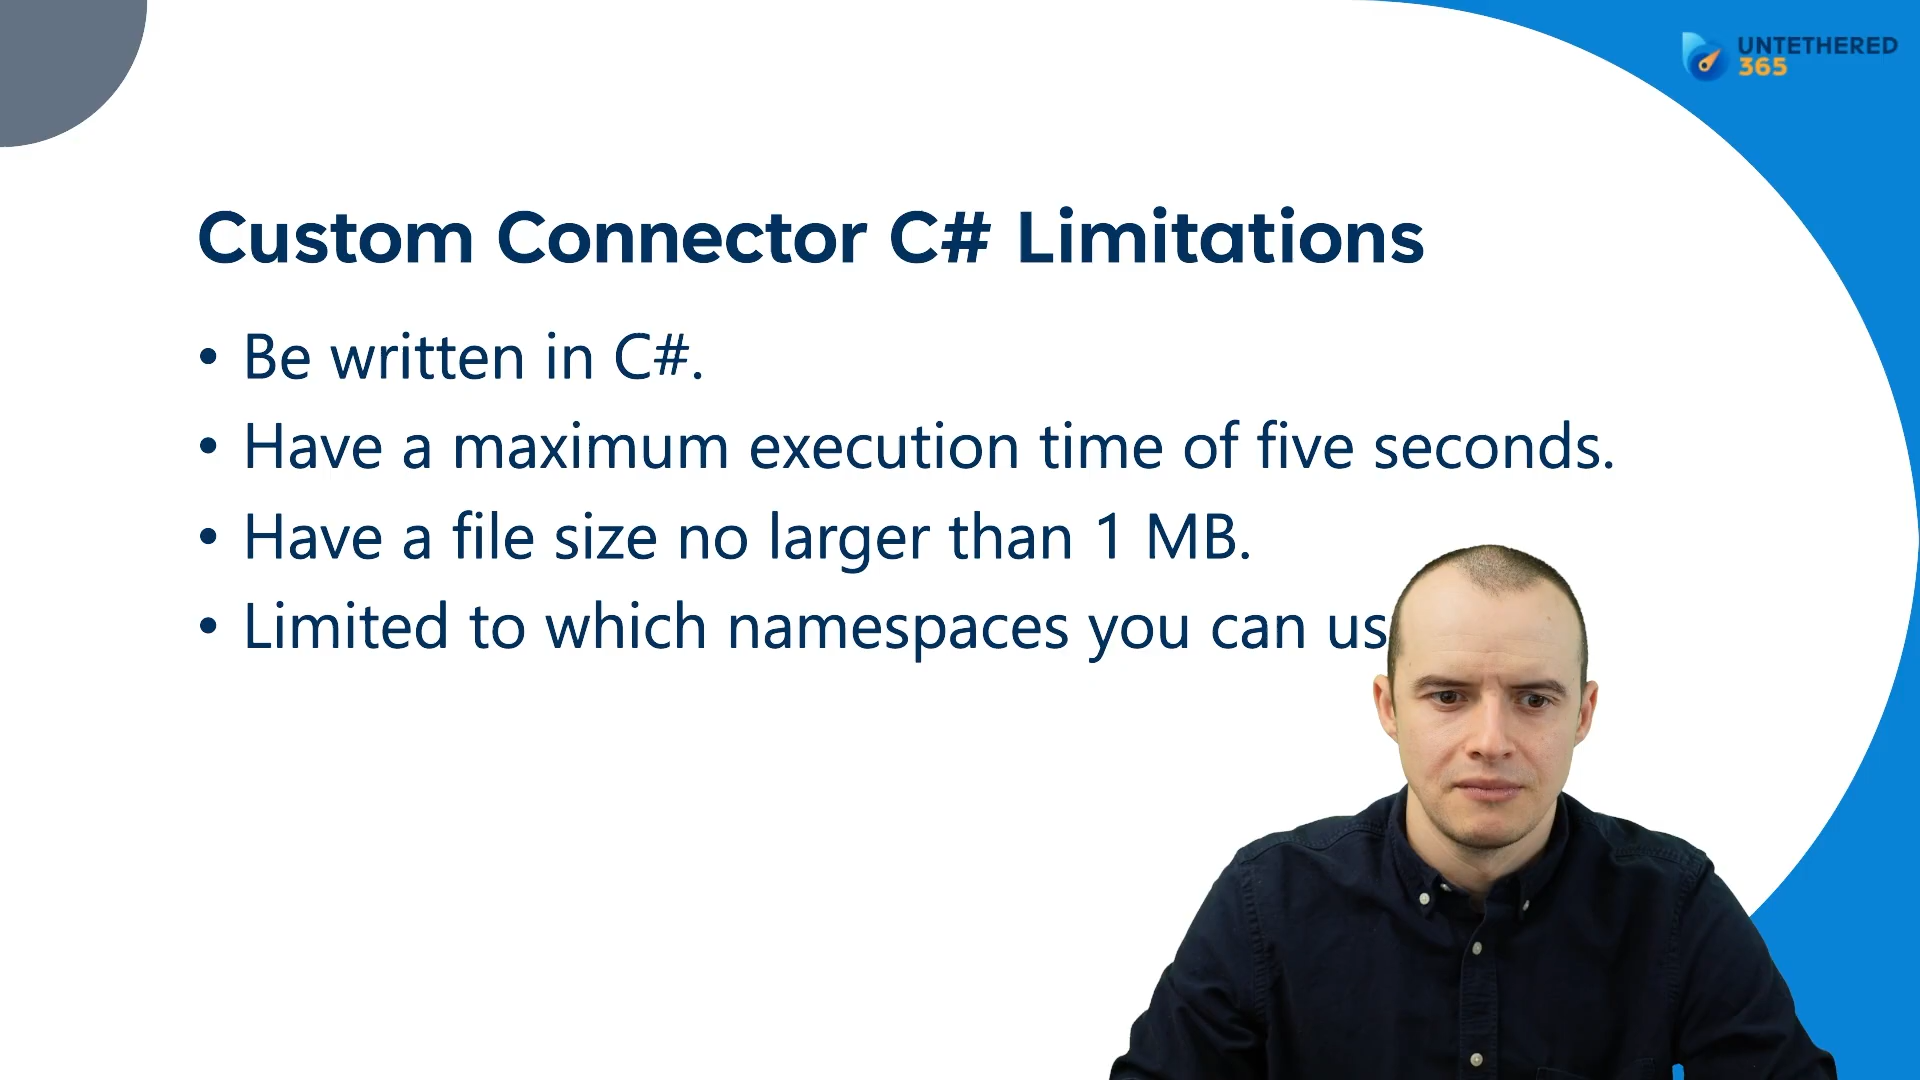 UNTETHERED
365
Custom Connector C# Limitations
• Be written in C#.
• Have a maximum execution time of five seconds.
• Have a file size no larger than 1 MB.
• Limited to which namespaces you can us